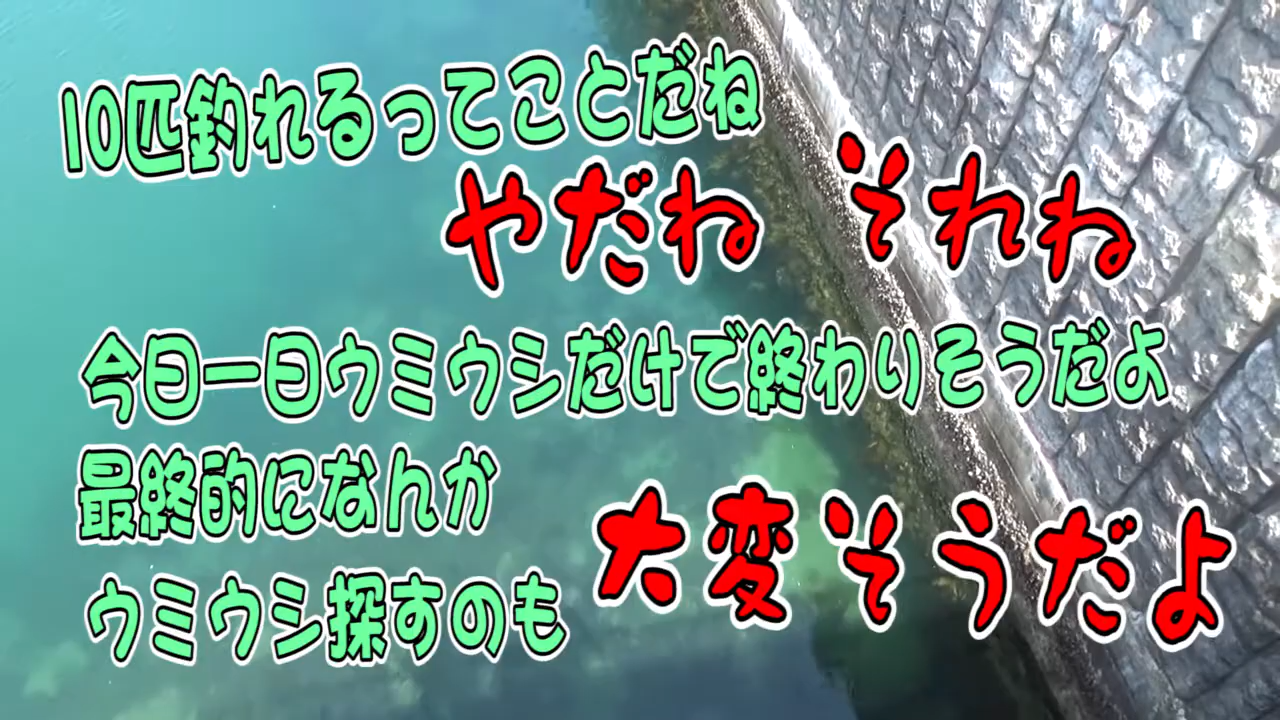 10匹釣れるってことだね
やだね それね
今日一日ウミウシだけで終わりそうだよ
最終的になんか
ウミウシ探すのも 大変そうだよ